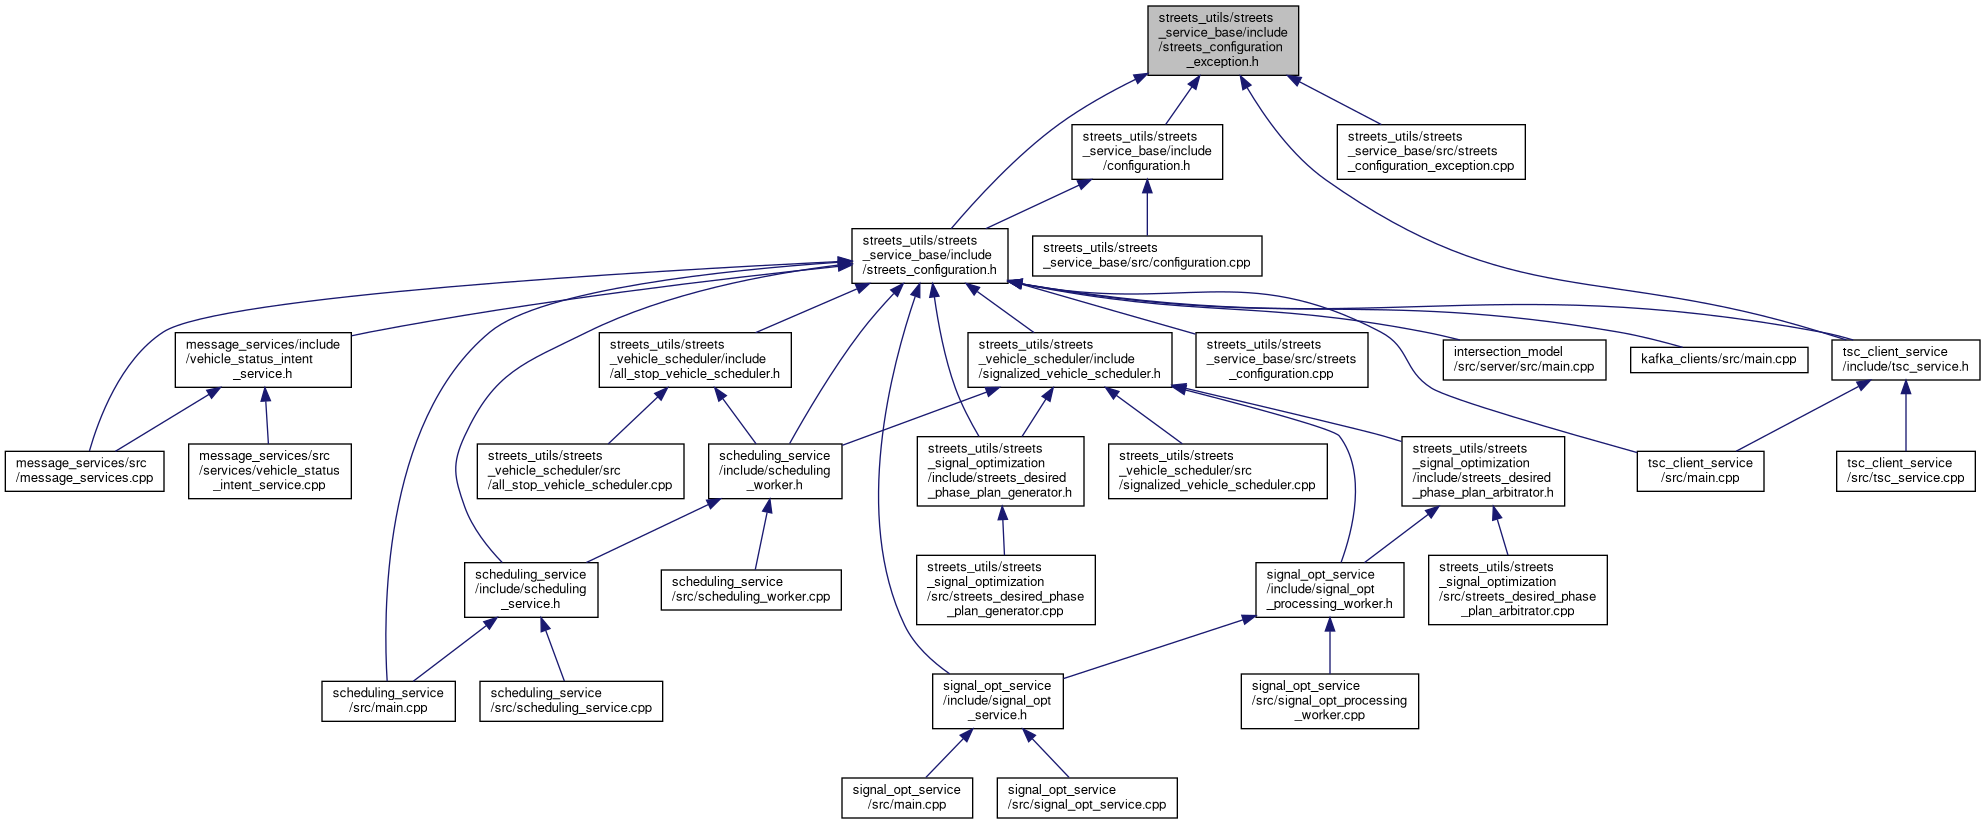 streets_utils/streets
_service_base/include
/streets_configuration
_exception.h
streets_utils/streets
_service_base/include
/configuration.h
streets_utils/streets
_service_base/src/streets
_configuration_exception.cpp
streets_utils/streets
_service_base/include
/streets_configuration.h
streets_utils/streets
_service_base/src/configuration.cpp
message_services/include
/vehicle_status_intent
_service.h
streets_utils/streets
_vehicle_scheduler/include
/all_stop_vehicle_scheduler.h
streets_utils/streets
_vehicle_scheduler/include
/signalized_vehicle_scheduler.h
streets_utils/streets
_service_base/src/streets
_configuration.cpp
intersection_model
/src/server/src/main.cpp
kafka_clients/src/main.cpp
tsc_client_service
/include/tsc_service.h
message_services/src
/message_services.cpp
message_services/src
/services/vehicle_status
_intent_service.cpp
streets_utils/streets
_vehicle_scheduler/src
/all_stop_vehicle_scheduler.cpp
scheduling_service
/include/scheduling
_worker.h
streets_utils/streets
_signal_optimization
/include/streets_desired
_phase_plan_generator.h
streets_utils/streets
_vehicle_scheduler/src
/signalized_vehicle_scheduler.cpp
streets_utils/streets
_signal_optimization
/include/streets_desired
_phase_plan_arbitrator.h
tsc_client_service
/src/main.cpp
tsc_client_service
/src/tsc_service.cpp
scheduling_service
/include/scheduling
_service.h
scheduling_service
/src/scheduling_worker.cpp
streets_utils/streets
_signal_optimization
/src/streets_desired_phase
_plan_generator.cpp
signal_opt_service
/include/signal_opt
_processing_worker.h
streets_utils/streets
_signal_optimization
/src/streets_desired_phase
_plan_arbitrator.cpp
scheduling_service
/src/main.cpp
scheduling_service
/src/scheduling_service.cpp
signal_opt_service
/include/signal_opt
_service.h
signal_opt_service
/src/signal_opt_processing
_worker.cpp
signal_opt_service
/src/main.cpp
signal_opt_service
/src/signal_opt_service.cpp